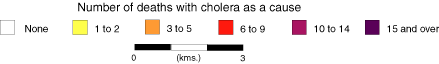 Number of deaths with cholera as a cause
None 1 to 2 3 to 5 6 to 9 10 to 14 15 and over
0 (kms.) 3